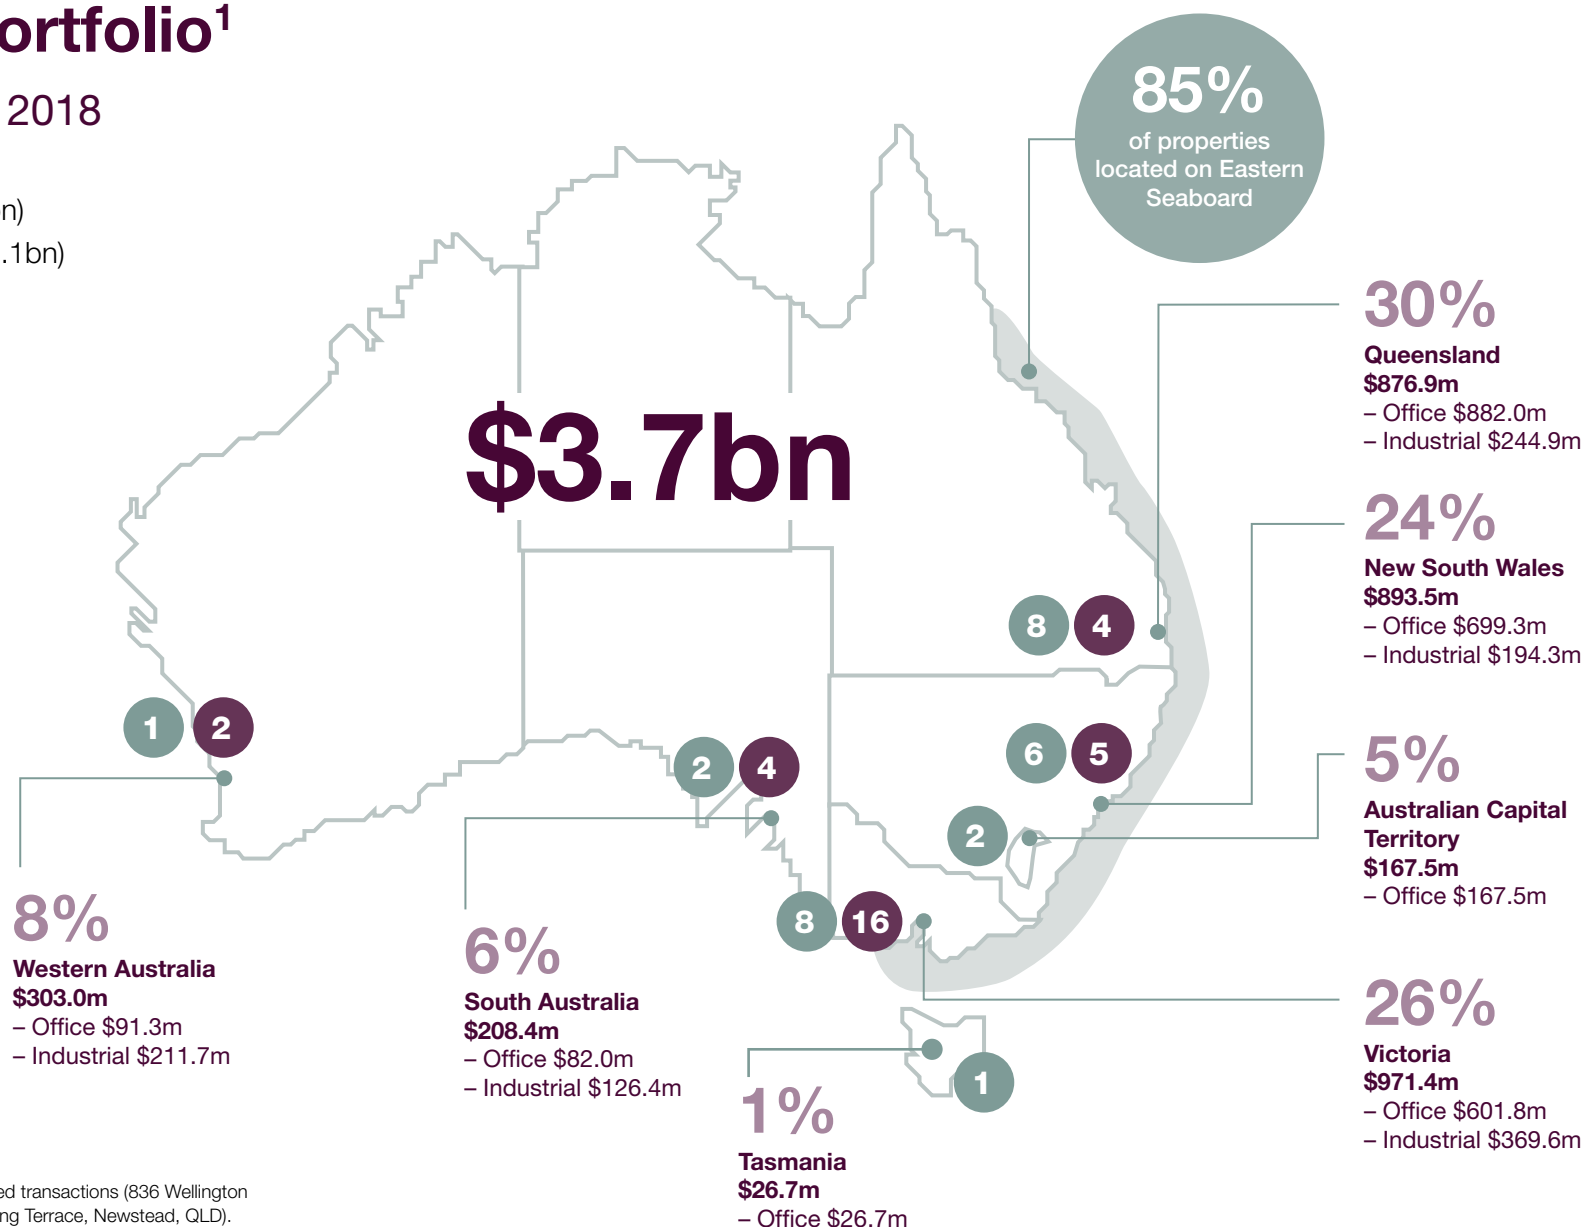 ortfolio1
2018
n)
.1bn)
85%
of properties
located on Eastern
Seaboard
$3.7bn
30%
Queensland
$876.9m
– Office $882.0m
– Industrial $244.9m
24%
New South Wales
$893.5m
– Office $699.3m
– Industrial $194.3m
5%
Australian Capital
Territory
$167.5m
– Office $167.5m
26%
Victoria
$971.4m
– Office $601.8m
– Industrial $369.6m
8 4
6 5
2
8 16
1
1 2
2 4
8%
Western Australia
$303.0m
– Office $91.3m
– Industrial $211.7m
6%
South Australia
$208.4m
– Office $82.0m
– Industrial $126.4m
1%
Tasmania
$26.7m
– Office $26.7m
ed transactions (836 Wellington
ng Terrace, Newstead, QLD).